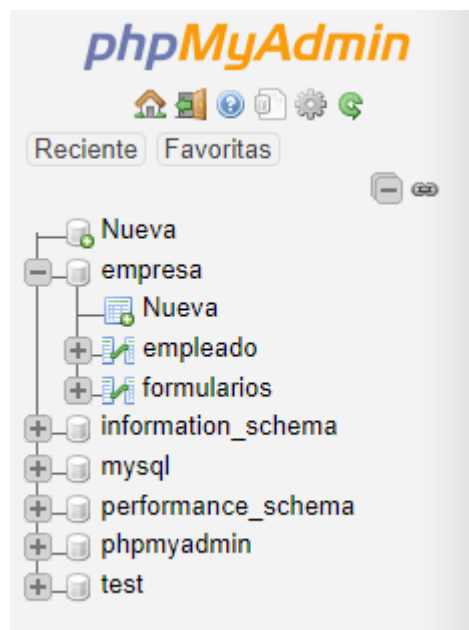 phpMyAdmin
Reciente Favoritas
Nueva
empresa
Nueva
empleado
formularios
information_schema
mysql
performance_schema
phpmyadmin
test